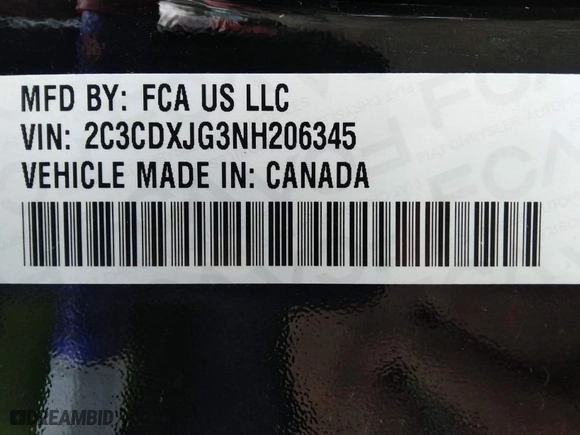 MFD BY: FCA US LLC
VIN: 2C3CDXJG3NH206345
VEHICLE MADE IN: CANADA
DREAMBID